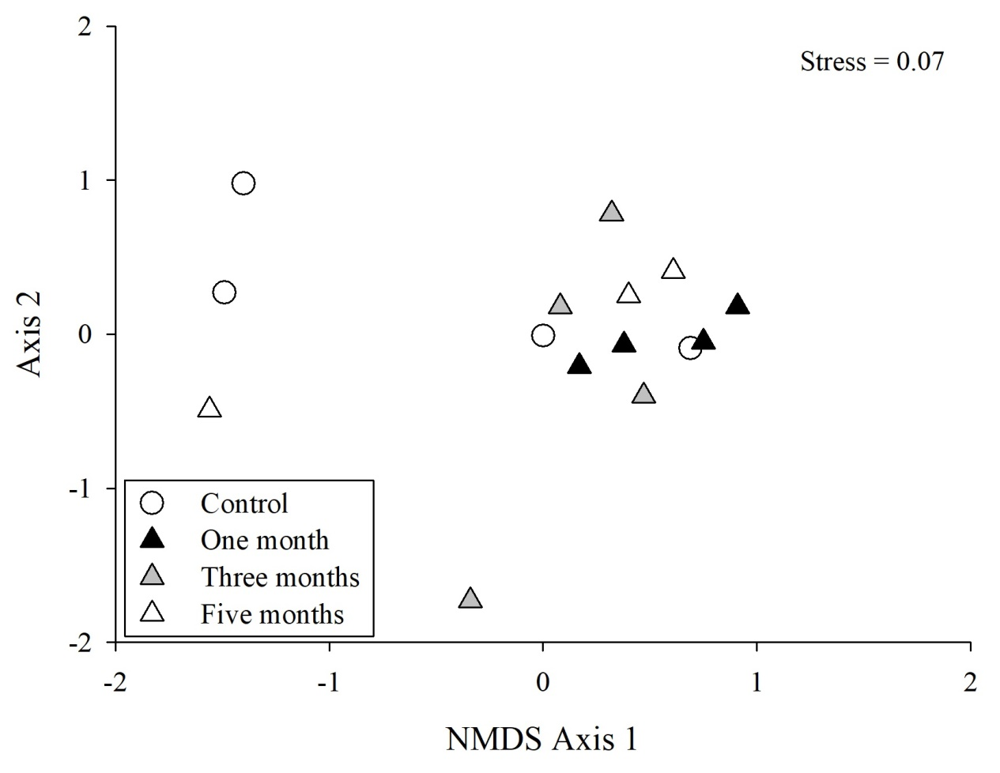 2
Stress = 0.07
1
0
-1
-2
Axis 2
Control
One month
Three months
Five months
-2
-1
0
1
2
NMDS Axis 1